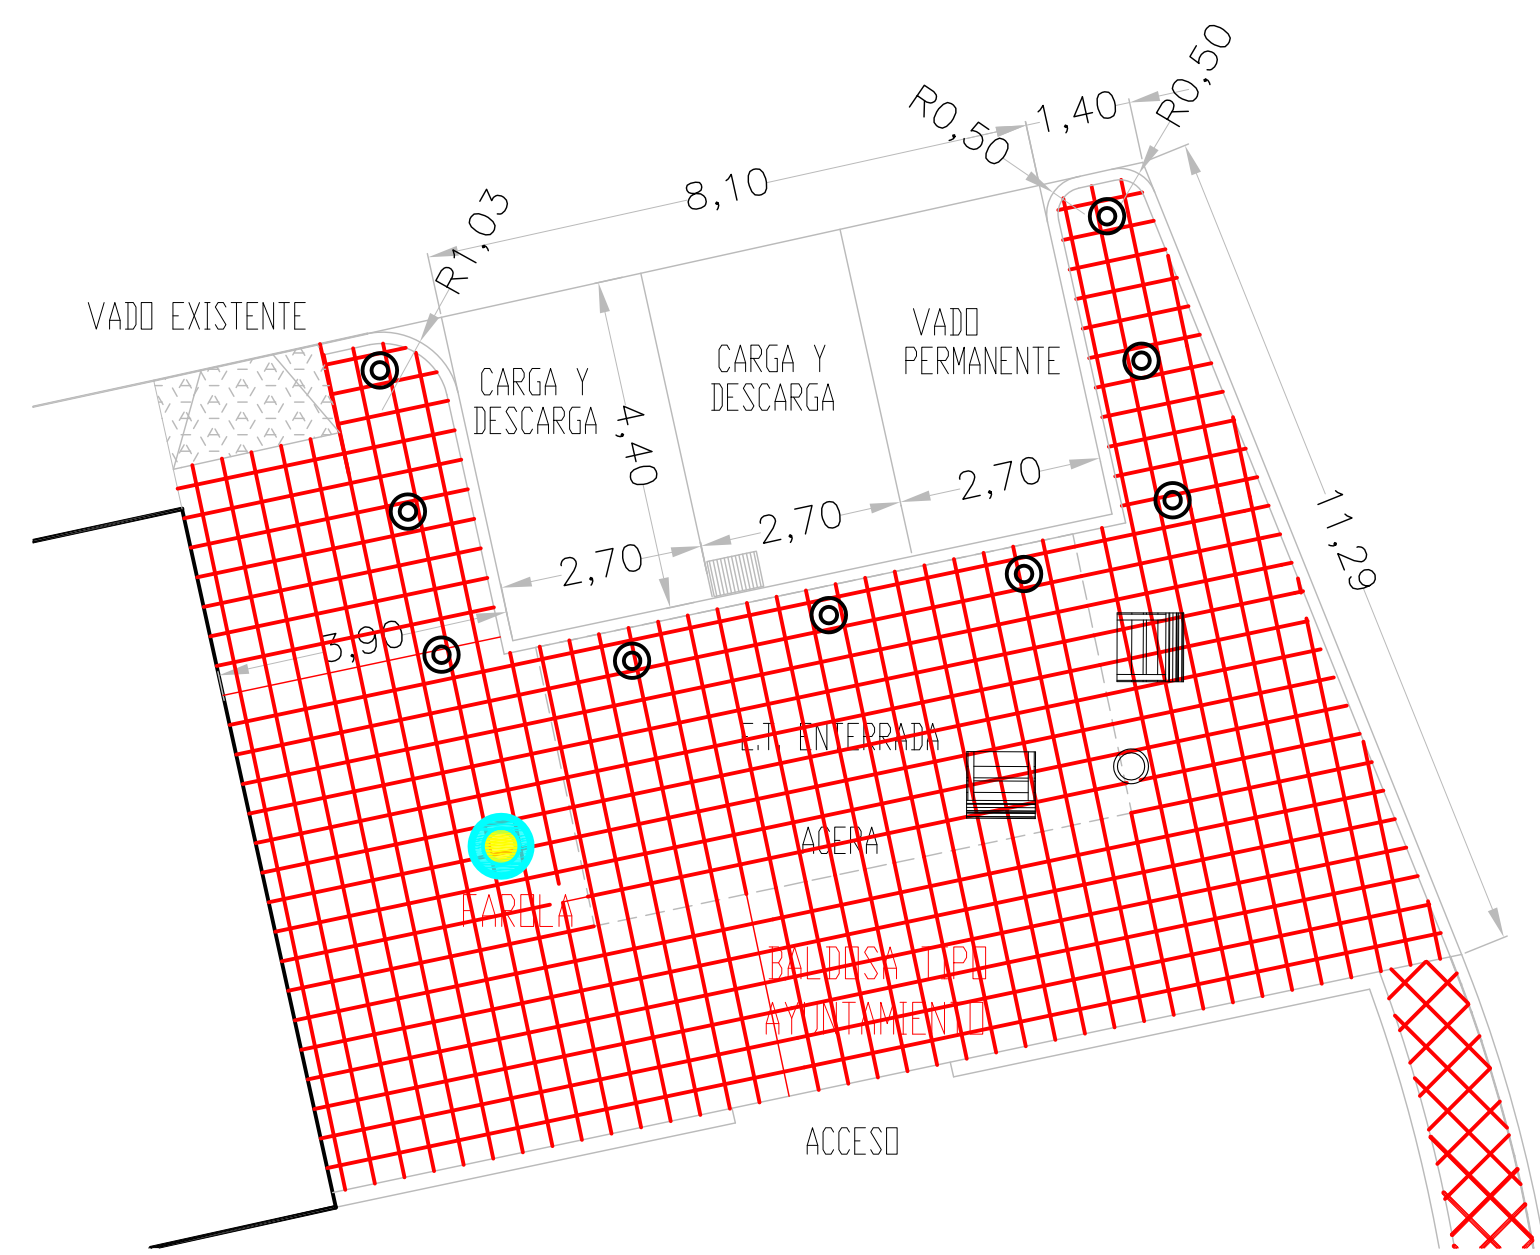 R0,50
R0,50
1,40
8,10
R1,03
VADO EXISTENTE
CARGA Y
DESCARGA
CARGA Y
DESCARGA
VADO
PERMANENTE
4,40
2,70
2,70
2,70
11,29
3,90
E.T. ENTERRADA
ACERA
FAROLA
BALDOSA TIPO
AYUNTAMIENTO
ACCESO